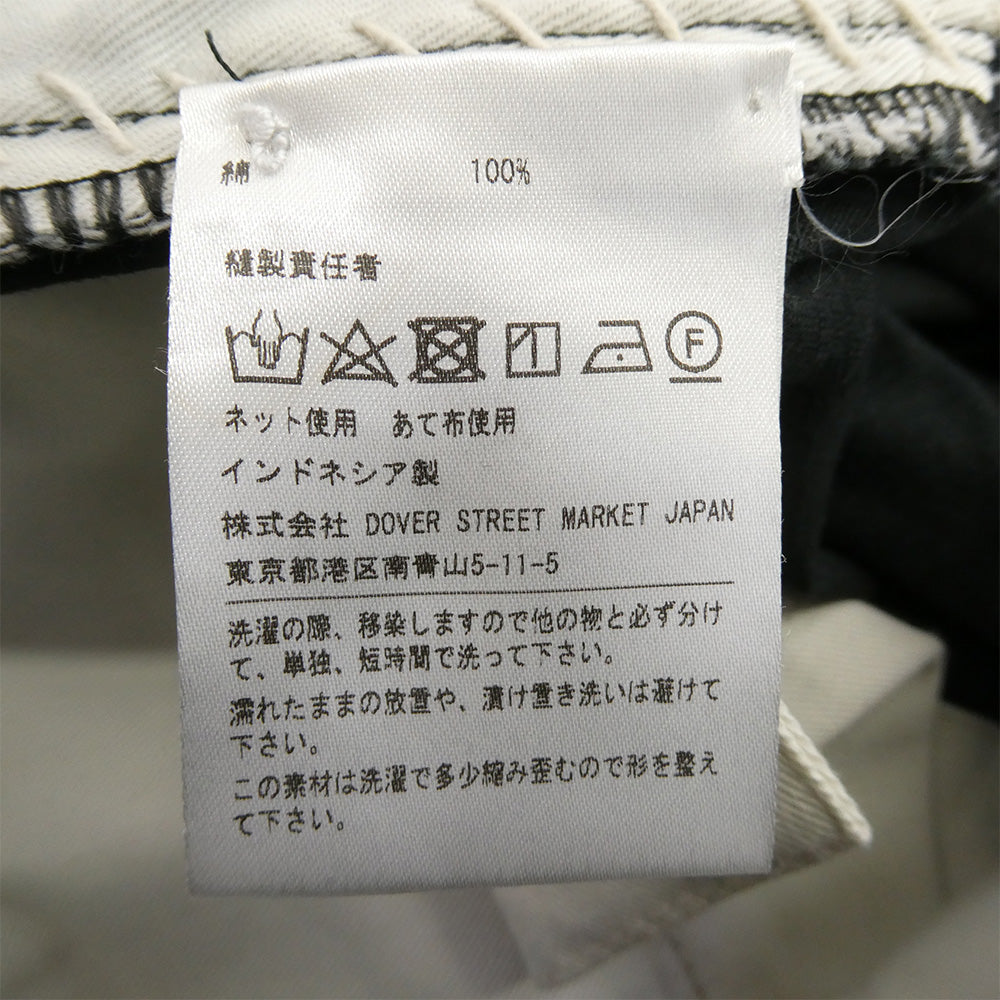 綿 100%
縫製責任者
F
ネット使用 あて布使用
インドネシア製
株式会社 DOVER STREET MARKET JAPAN
東京都港区南青山5-11-5
洗濯の際、移染しますので他の物と必ず分け
て、単独、短時間で洗って下さい。
濡れたままの放置や、漬け置き洗いは避けて
下さい。
この素材は洗濯で多少縮み歪むので形を整え
て下さい。